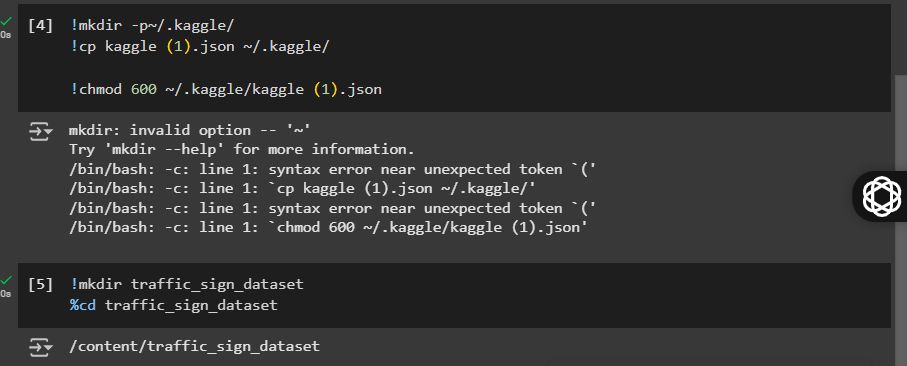 [4] !mkdir -p~/.kaggle/
!cp kaggle (1).json ~/.kaggle/
!chmod 600 ~/.kaggle/kaggle (1).json
0s
mkdir: invalid option -- '~'
Try 'mkdir --help' for more information.
/bin/bash: -c: line 1: syntax error near unexpected token `('
/bin/bash: -c: line 1: `cp kaggle (1).json ~/.kaggle/'
/bin/bash: -c: line 1: syntax error near unexpected token `('
/bin/bash: -c: line 1: `chmod 600 ~/.kaggle/kaggle (1).json'
[5] !mkdir traffic_sign_dataset
0s
%cd traffic_sign_dataset
/content/traffic_sign_dataset